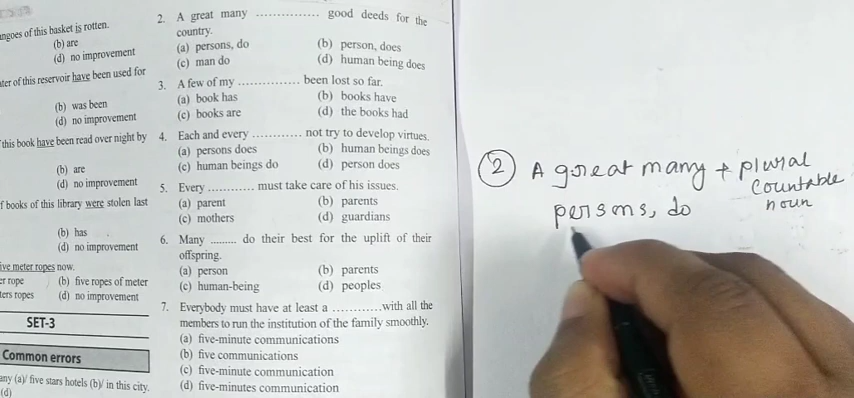 ngoes of this basket is rotten.
(b) are
(d) no improvement
ter of this reservoir have been used for
(b) was been
(d) no improvement
this book have been read over night by
(b) are
(d) no improvement
f books of this library were stolen last
(b) has
(d) no improvement
ive meter ropes now.
er rope (b) five ropes of meter
ters ropes (d) no improvement
SET-3
Common errors
any (a)/ five stars hotels (b)/ in this city.
(d)
2. A great many .............. good deeds for the
country.
(a) persons, do (b) person, does
(c) man do (d) human being does
3. A few of my .............. been lost so far.
(a) book has (b) books have
(c) books are (d) the books had
4. Each and every ............ not try to develop virtues.
(a) persons does (b) human beings does
(c) human beings do (d) person does
5. Every ............ must take care of his issues.
(a) parent (b) parents
(c) mothers (d) guardians
6. Many ......... do their best for the uplift of their
offspring.
(a) person (b) parents
(c) human-being (d) peoples
7. Everybody must have at least a ............with all the
members to run the institution of the family smoothly.
(a) five-minute communications
(b) five communications
(c) five-minute communication
(d) five-minutes communication
2 A great many + plural
countable
noun
persons, do